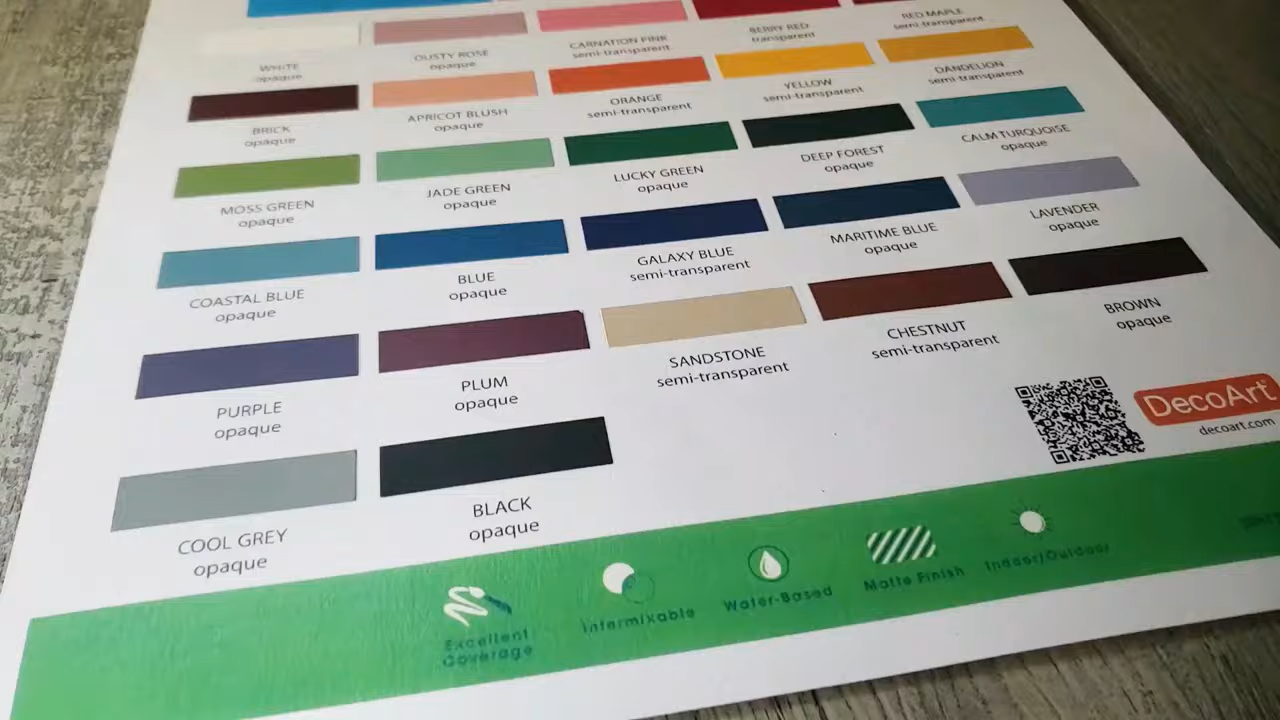 WHITE
opaque
DUSTY ROSE
opaque
CARNATION PINK
semi-transparent
BERRY RED
transparent
RED MAPLE
semi-transparent
BRICK
opaque
APRICOT BLUSH
opaque
ORANGE
semi-transparent
YELLOW
semi-transparent
DANDELION
semi-transparent
MOSS GREEN
opaque
JADE GREEN
opaque
LUCKY GREEN
opaque
DEEP FOREST
opaque
CALM TURQUOISE
opaque
COASTAL BLUE
opaque
BLUE
opaque
GALAXY BLUE
semi-transparent
MARITIME BLUE
opaque
LAVENDER
opaque
PURPLE
opaque
PLUM
opaque
SANDSTONE
semi-transparent
CHESTNUT
semi-transparent
BROWN
opaque
COOL GREY
opaque
BLACK
opaque
DecoArt
decoart.com
Excellent
Coverage
Intermixable
Water-Based
Matte Finish
Indoor/Outdoor